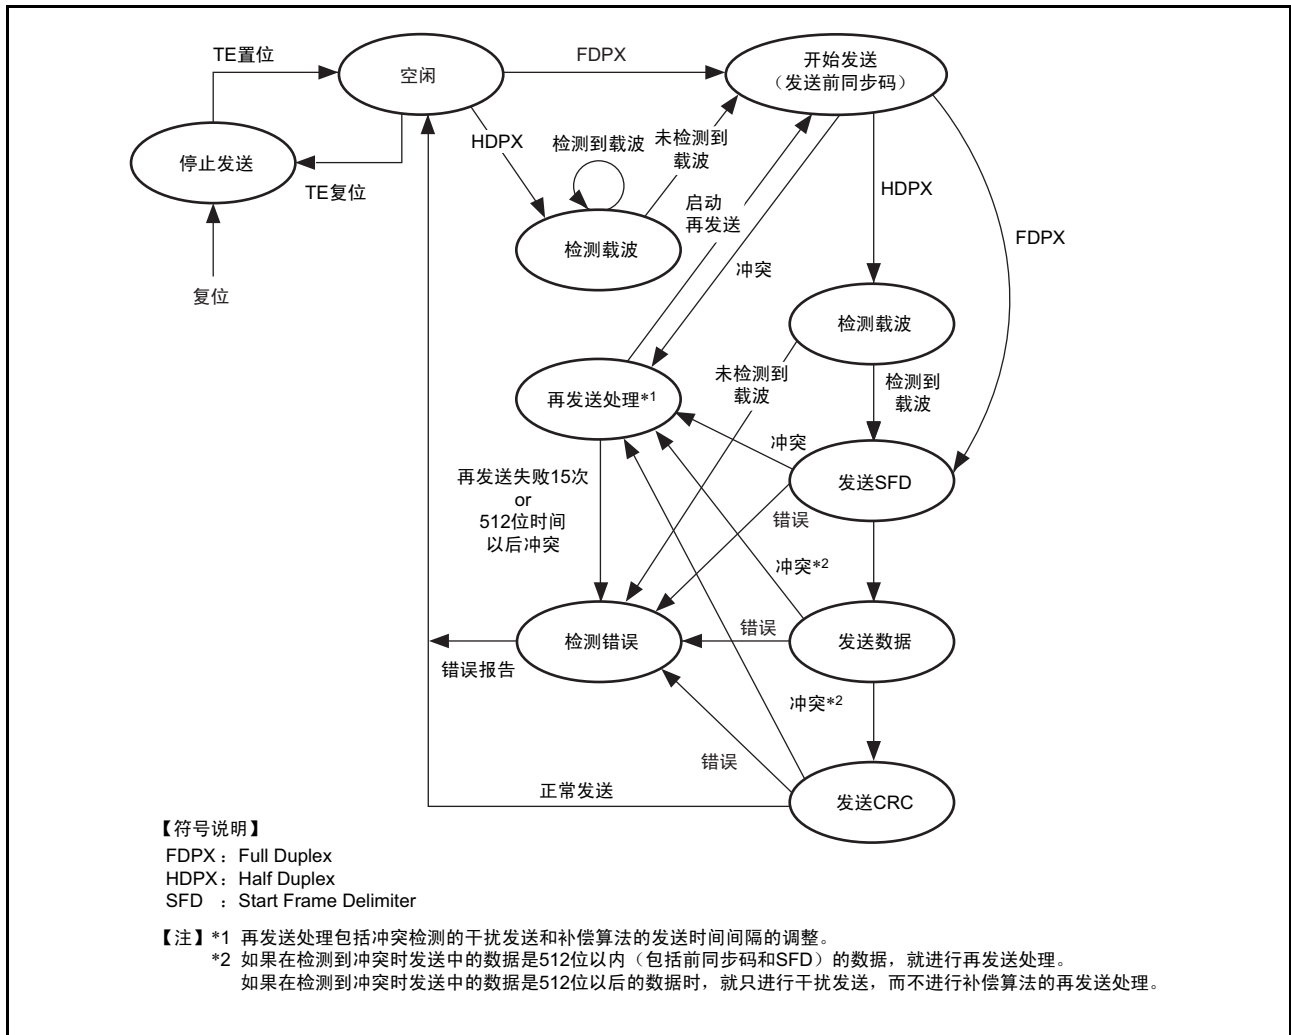 TE置位
空闲
FDPX
开始发送
（发送前同步码）
停止发送
TE复位
复位
HDPX
检测到载波
未检测到
载波
检测载波
启动
再发送
冲突
HDPX
FDPX
检测载波
未检测到
载波
检测到
载波
再发送处理*1
冲突
发送SFD
再发送失败15次
or
512位时间
以后冲突
错误
冲突*2
检测错误
错误
发送数据
错误报告
冲突*2
错误
正常发送
发送CRC
【符号说明】
FDPX：Full Duplex
HDPX：Half Duplex
SFD ：Start Frame Delimiter
【注】*1 再发送处理包括冲突检测的干扰发送和补偿算法的发送时间间隔的调整。
*2 如果在检测到冲突时发送中的数据是512位以内（包括前同步码和SFD）的数据，就进行再发送处理。
如果在检测到冲突时发送中的数据是512位以后的数据时，就只进行干扰发送，而不进行补偿算法的再发送处理。